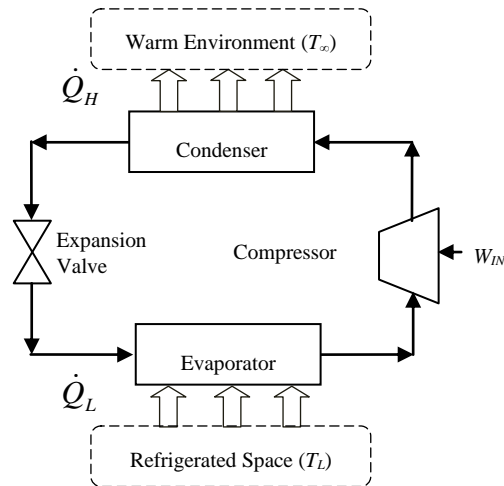 Warm Environment (T∞)
Q̇H
Condenser
Expansion
Valve
Compressor
WIN
Evaporator
Q̇L
Refrigerated Space (TL)